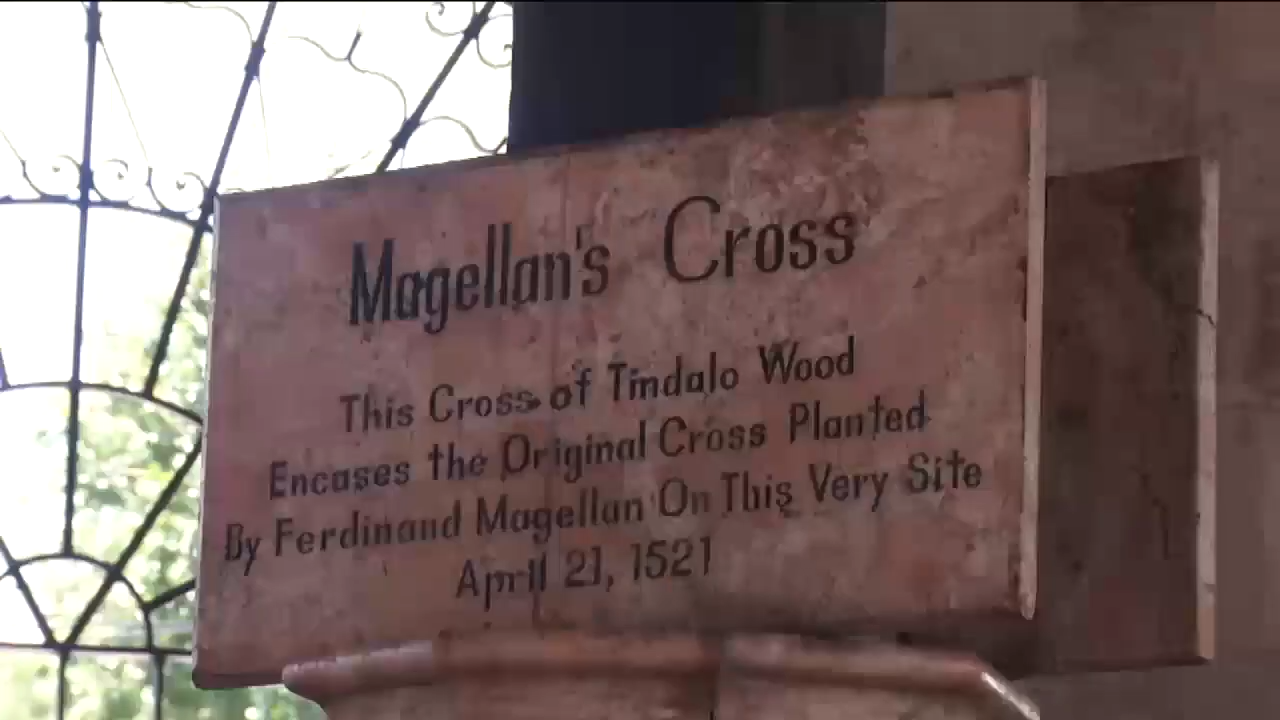 Magellan's Cross
This Cross of Tindalo Wood
Encases the Original Cross Planted
By Ferdinand Magellan On This Very Site
April 21, 1521